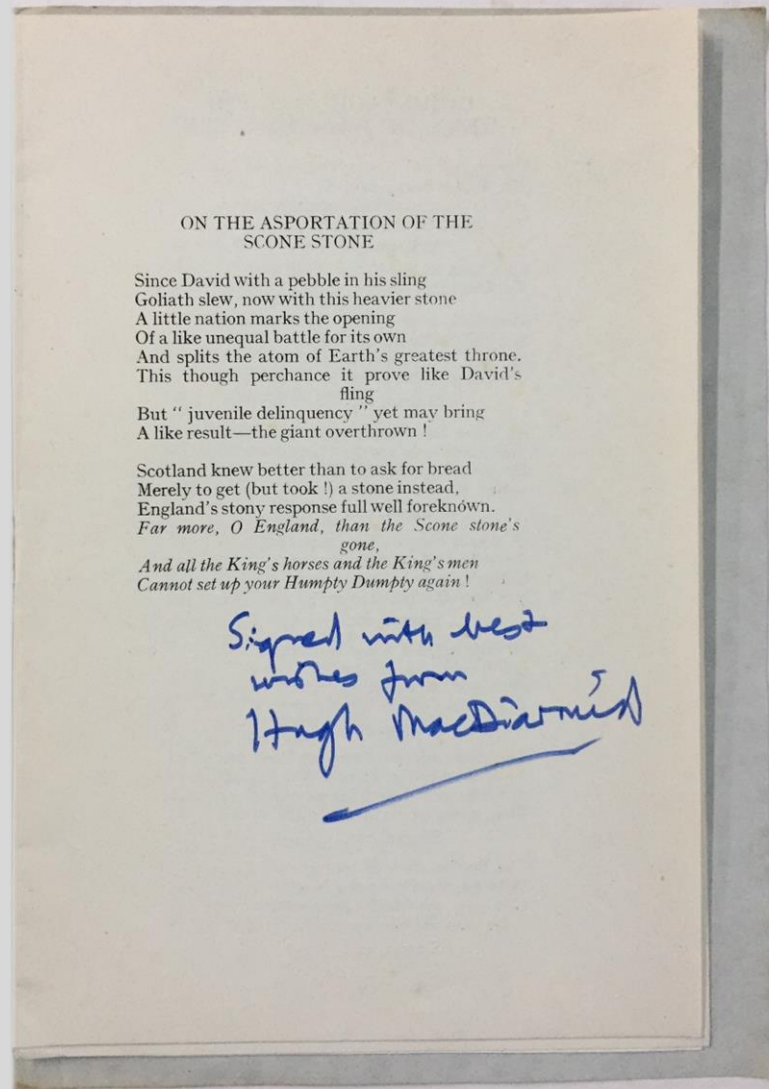 ON THE ASPORTATION OF THE
SCONE STONE
Since David with a pebble in his sling
Goliath slew, now with this heavier stone
A little nation marks the opening
Of a like unequal battle for its own
And splits the atom of Earth's greatest throne.
This though perchance it prove like David's
fling
But " juvenile delinquency " yet may bring
A like result—the giant overthrown !
Scotland knew better than to ask for bread
Merely to get (but took !) a stone instead,
England's stony response full well foreknown.
Far more, O England, than the Scone stone's
gone,
And all the King's horses and the King's men
Cannot set up your Humpty Dumpty again !
Signed with best
wishes from
Hugh MacDiarmid